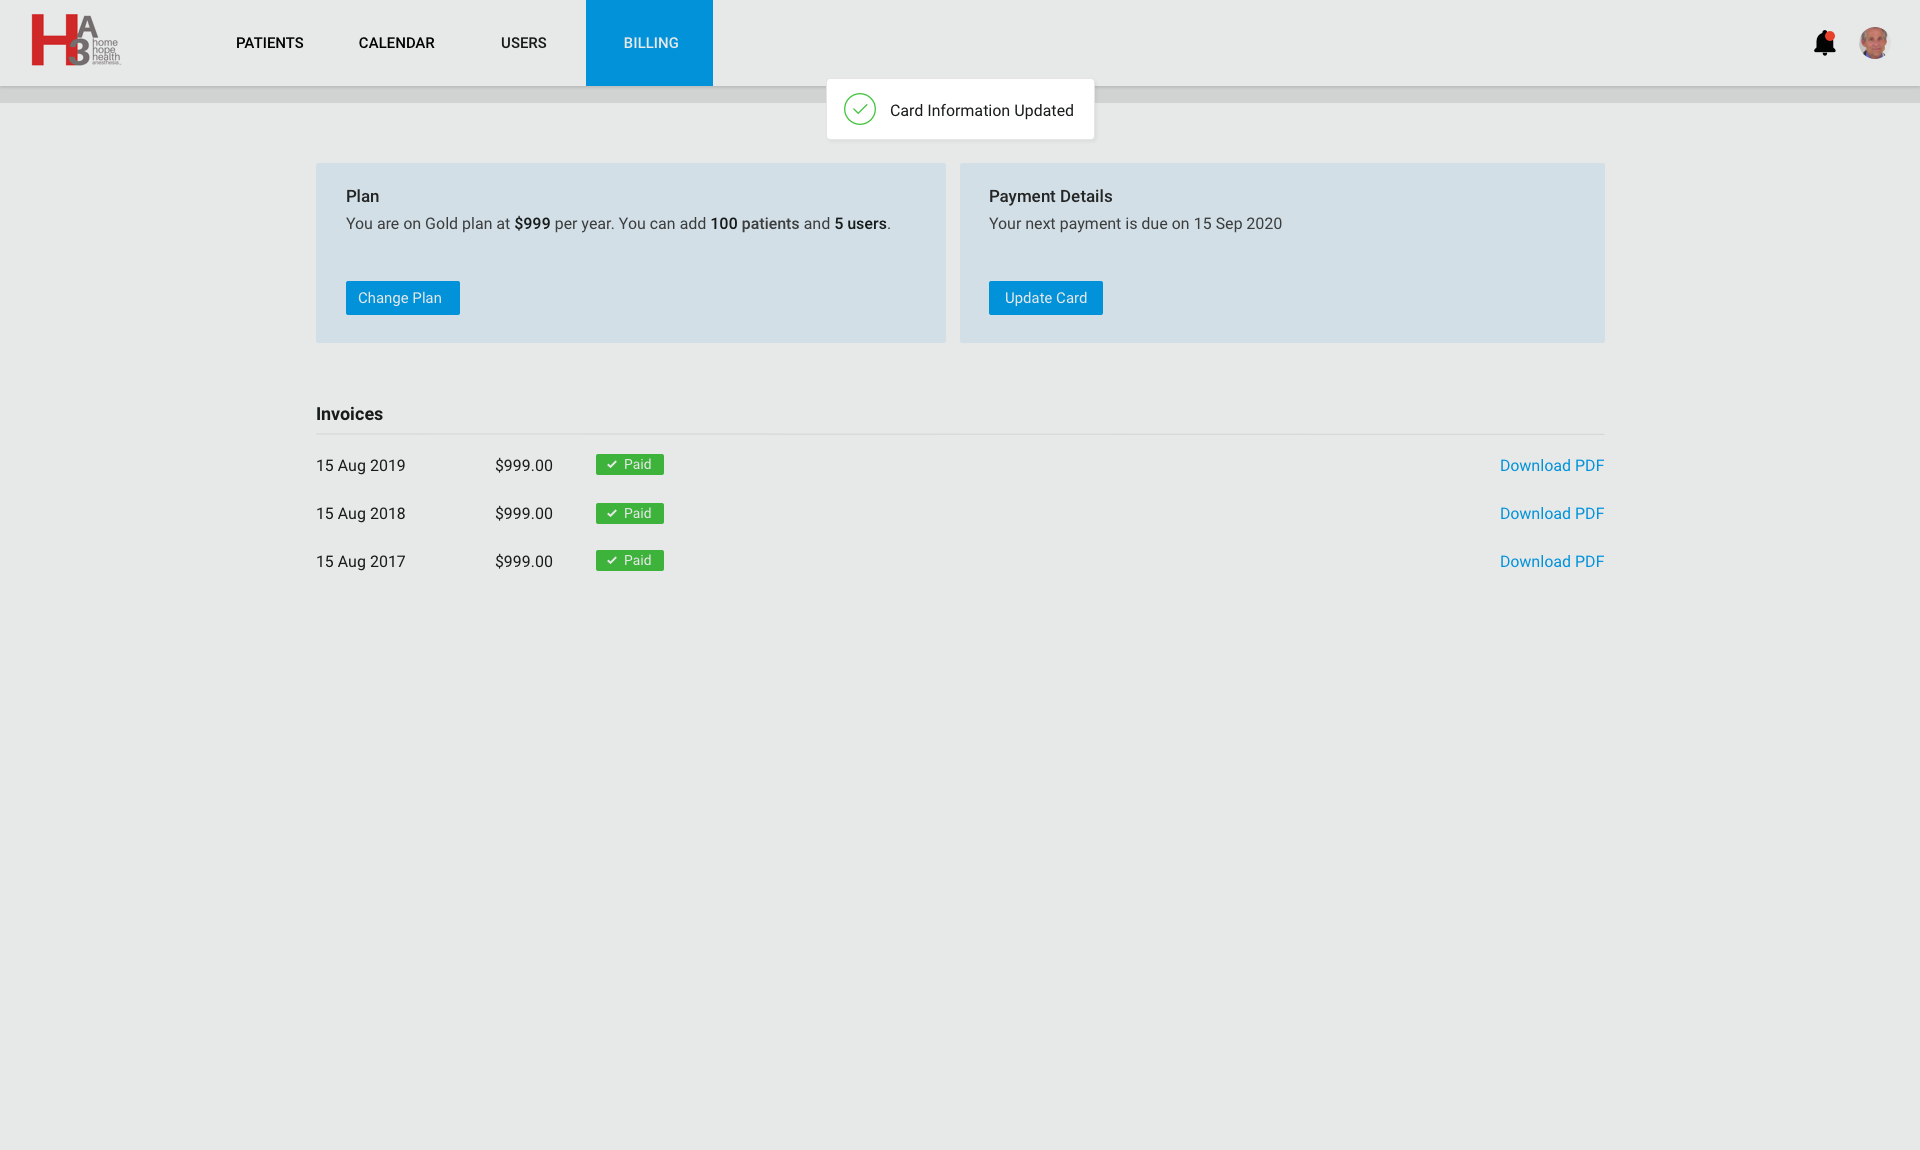 HA3
home
hope
health
anesthesia
PATIENTS
CALENDAR
USERS
BILLING
Card Information Updated
Plan
You are on Gold plan at $999 per year. You can add 100 patients and 5 users.
Change Plan
Payment Details
Your next payment is due on 15 Sep 2020
Update Card
Invoices
15 Aug 2019 $999.00 Paid Download PDF
15 Aug 2018 $999.00 Paid Download PDF
15 Aug 2017 $999.00 Paid Download PDF